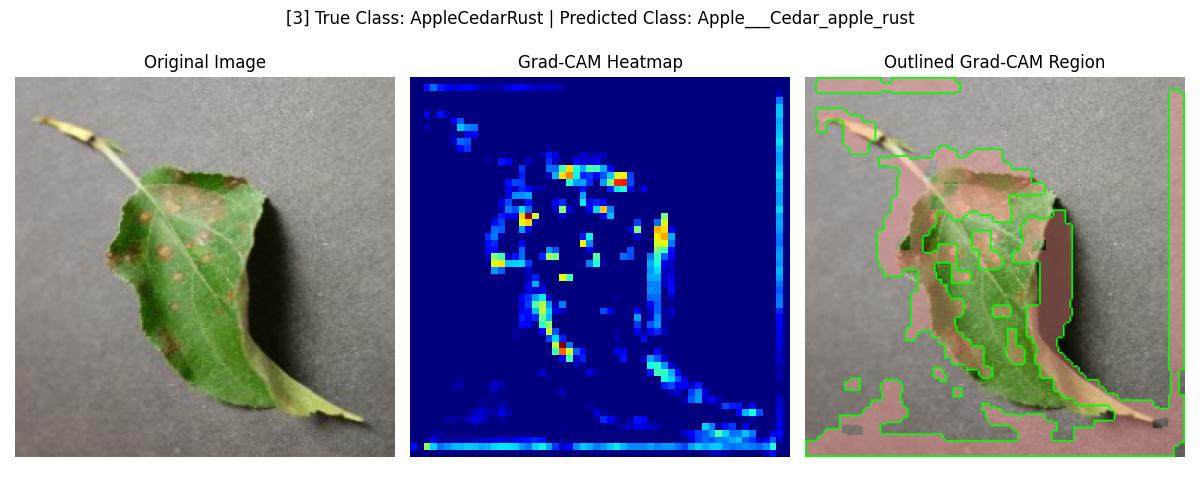 [3] True Class: AppleCedarRust | Predicted Class: Apple___Cedar_apple_rust
Original Image
Grad-CAM Heatmap
Outlined Grad-CAM Region